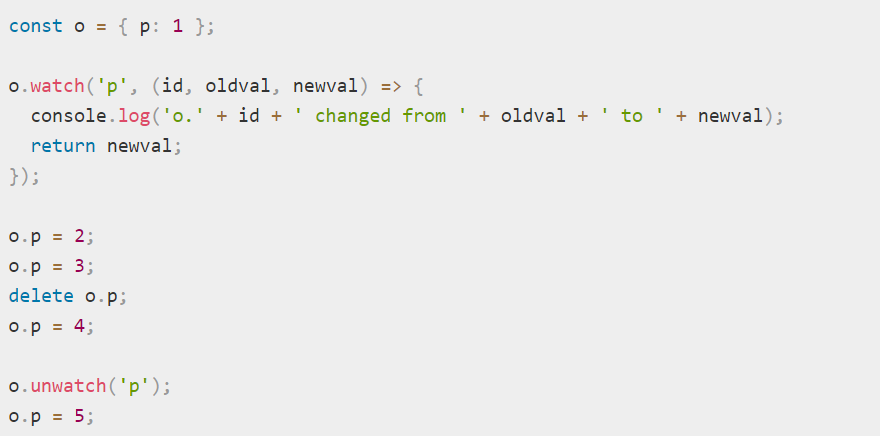 const o = { p: 1 };

o.watch('p', (id, oldval, newval) => {
  console.log('o.' + id + ' changed from ' + oldval + ' to ' + newval);
  return newval;
});

o.p = 2;
o.p = 3;
delete o.p;
o.p = 4;

o.unwatch('p');
o.p = 5;